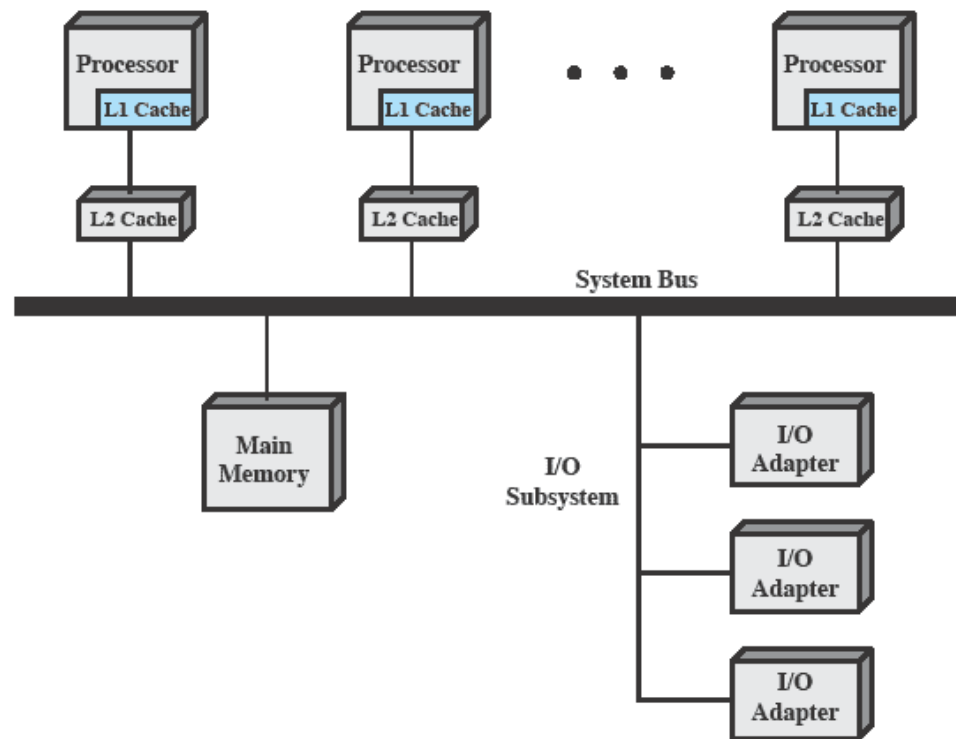 Processor
L1 Cache
Processor
L1 Cache
Processor
L1 Cache
L2 Cache
L2 Cache
L2 Cache
System Bus
Main
Memory
I/O
Subsystem
I/O
Adapter
I/O
Adapter
I/O
Adapter